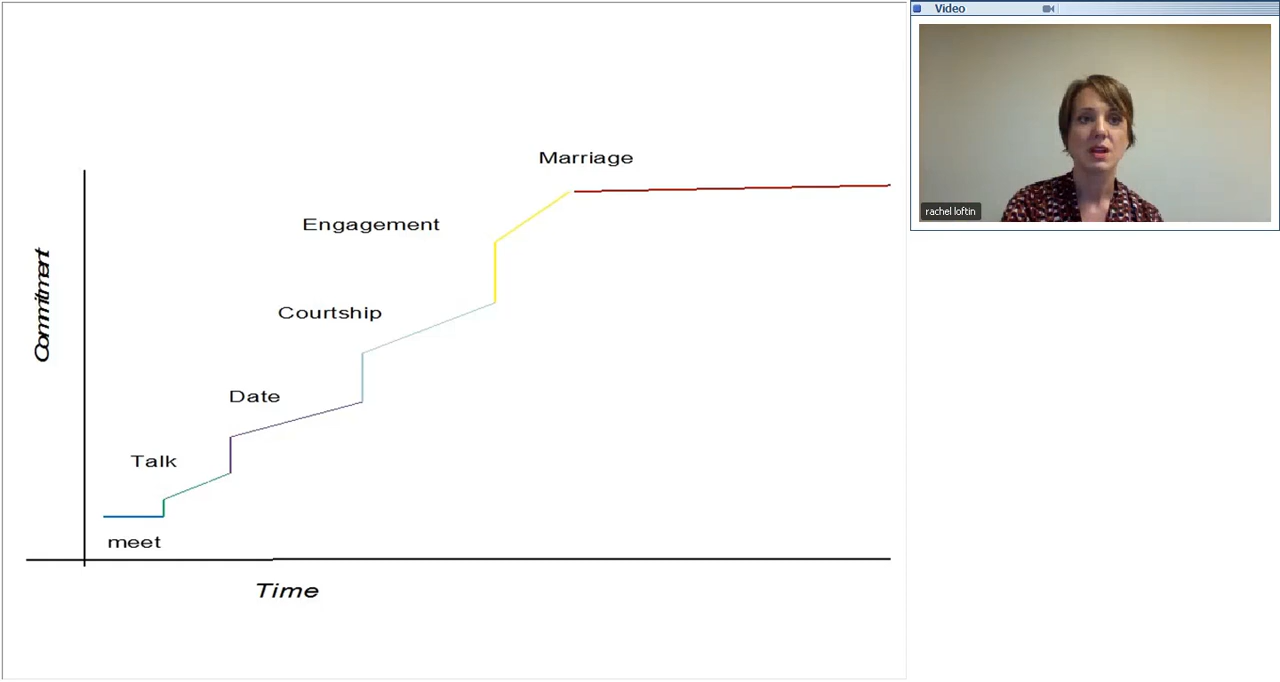 Video
Marriage
Engagement
Commitment
Courtship
Date
Talk
meet
Time
rachel loftin